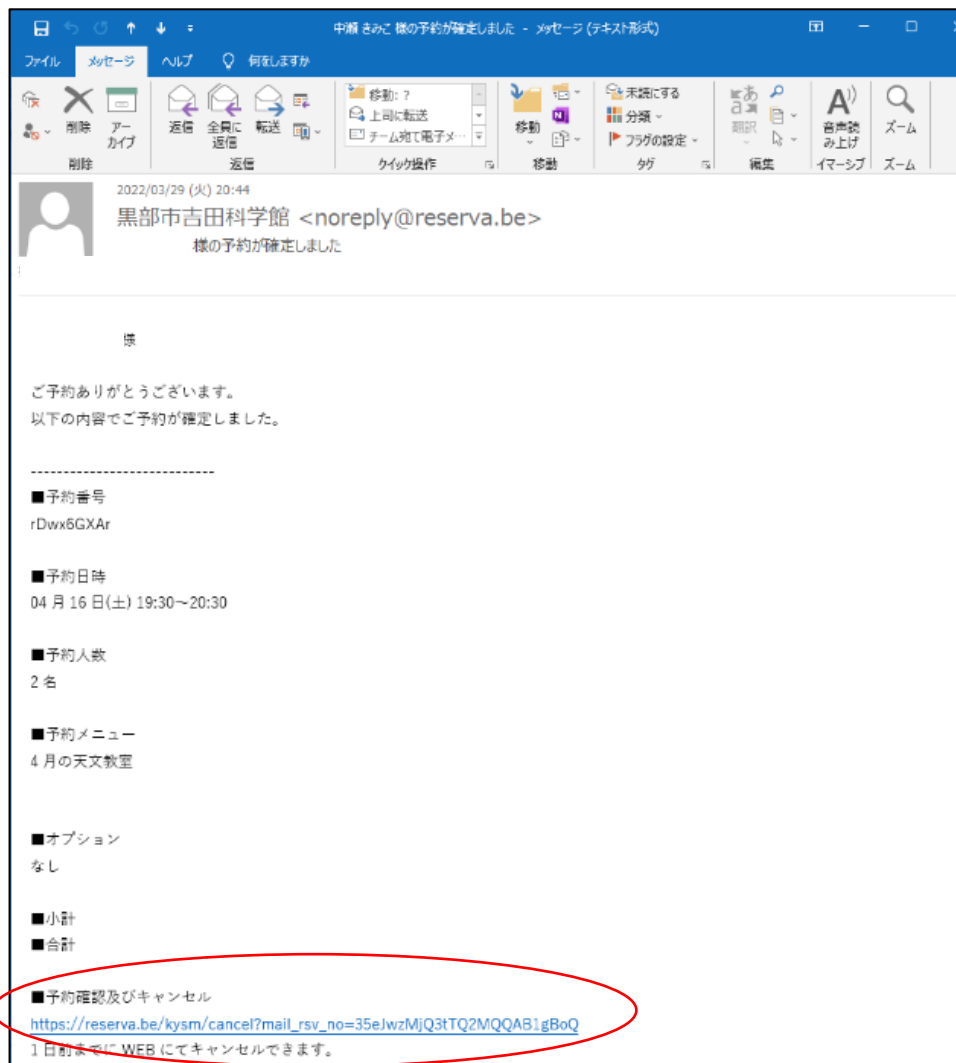 中瀬 きみこ 様の予約が確定しました - メッセージ (テキスト形式)
ファイル メッセージ ヘルプ 何をしますか
削除 アーカイブ 返信 全員に返信 転送
移動: ?
上司に転送
チーム宛て電子メ…
移動
未読にする
分類
フラグの設定
翻訳
音声読み上げ
ズーム
削除 返信 クイック操作 移動 タグ 編集 イマーシブ ズーム
2022/03/29 (火) 20:44
黒部市吉田科学館 <noreply@reserva.be>
様の予約が確定しました
様
ご予約ありがとうございます。
以下の内容でご予約が確定しました。
----------------------------
■予約番号
rDwx6GXAr
■予約日時
04 月 16 日(土) 19:30～20:30
■予約人数
2 名
■予約メニュー
4 月の天文教室
■オプション
なし
■小計
■合計
■予約確認及びキャンセル
https://reserva.be/kysm/cancel?mail_rsv_no=35eJwzMjQ3tTQ2MQQAB1gBoQ
1 日前までに WEB にてキャンセルできます。